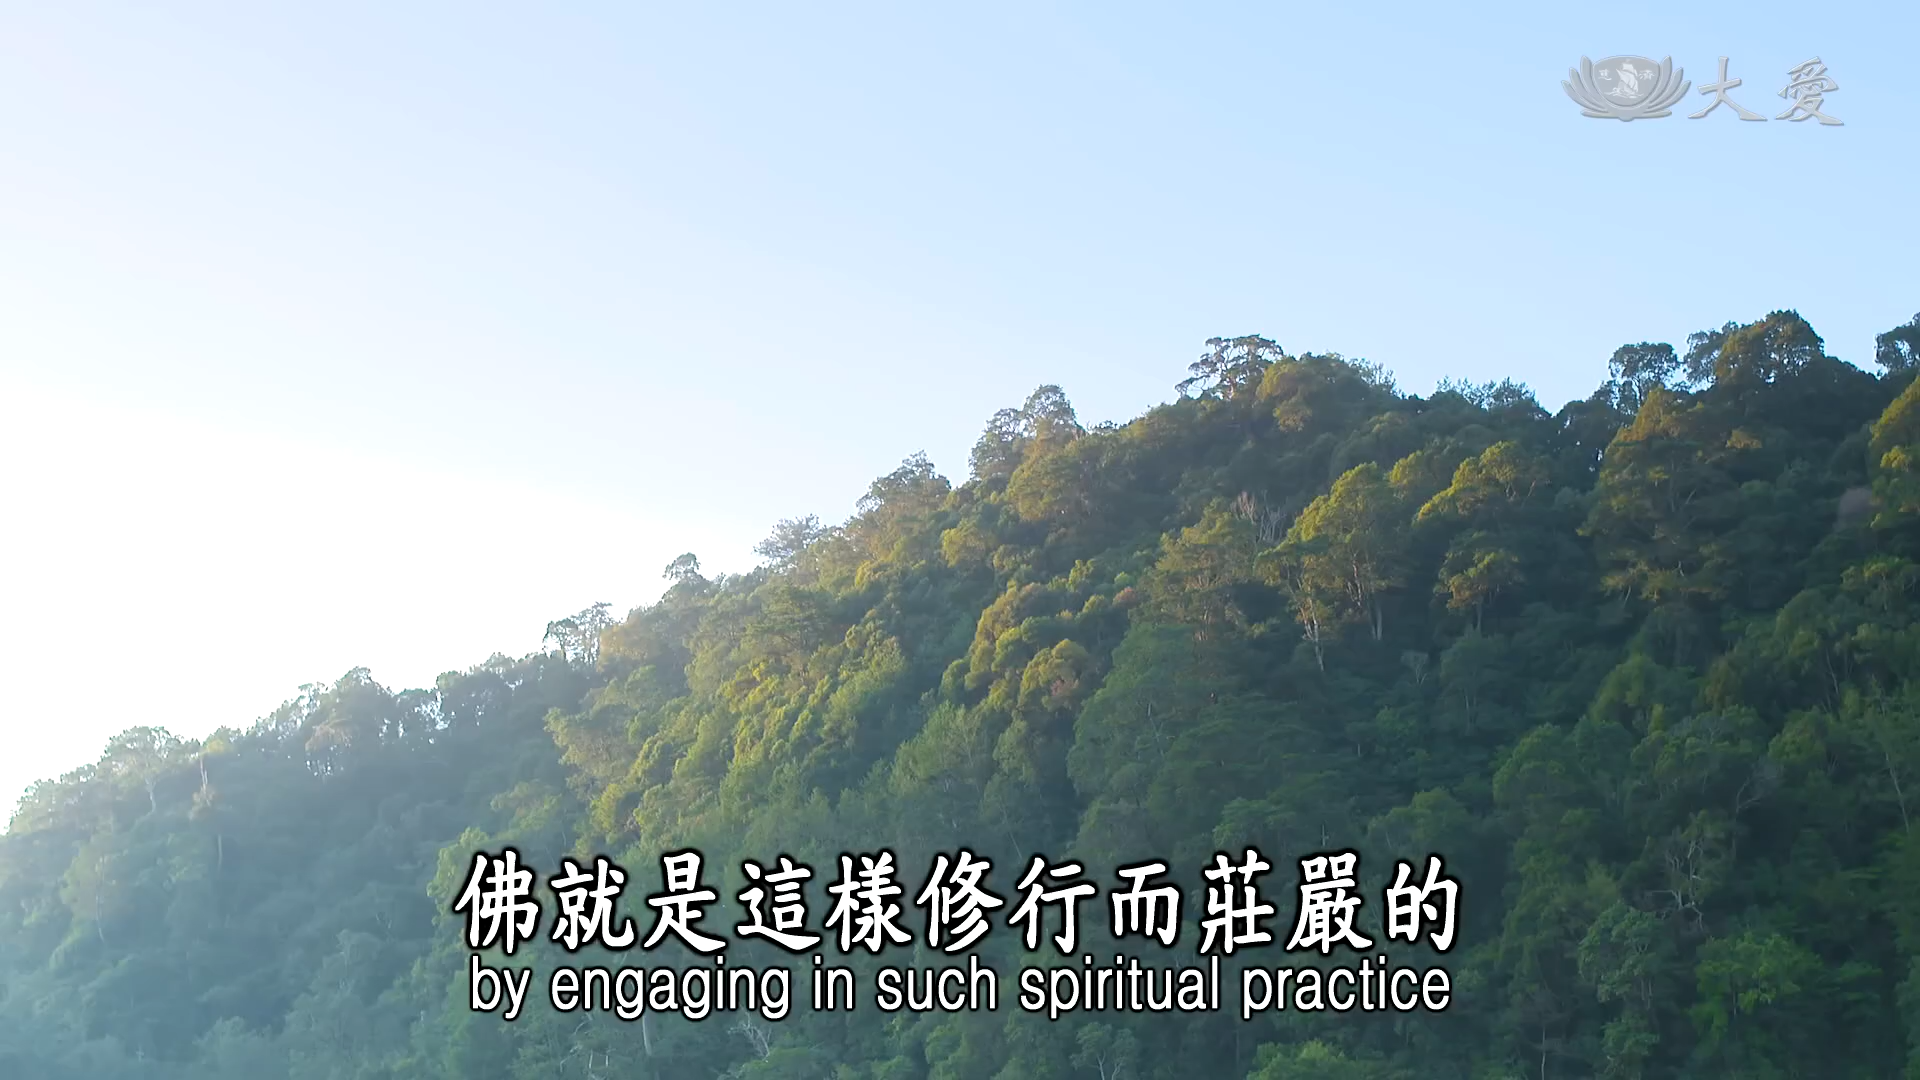 大愛
佛就是這樣修行而莊嚴的
by engaging in such spiritual practice